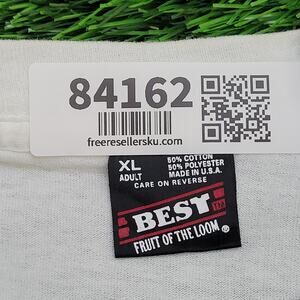 84162
freeresellersku.com
XL
ADULT
50% COTTON
50% POLYESTER
MADE IN U.S.A.
CARE ON REVERSE
BEST TM
FRUIT OF THE LOOM®